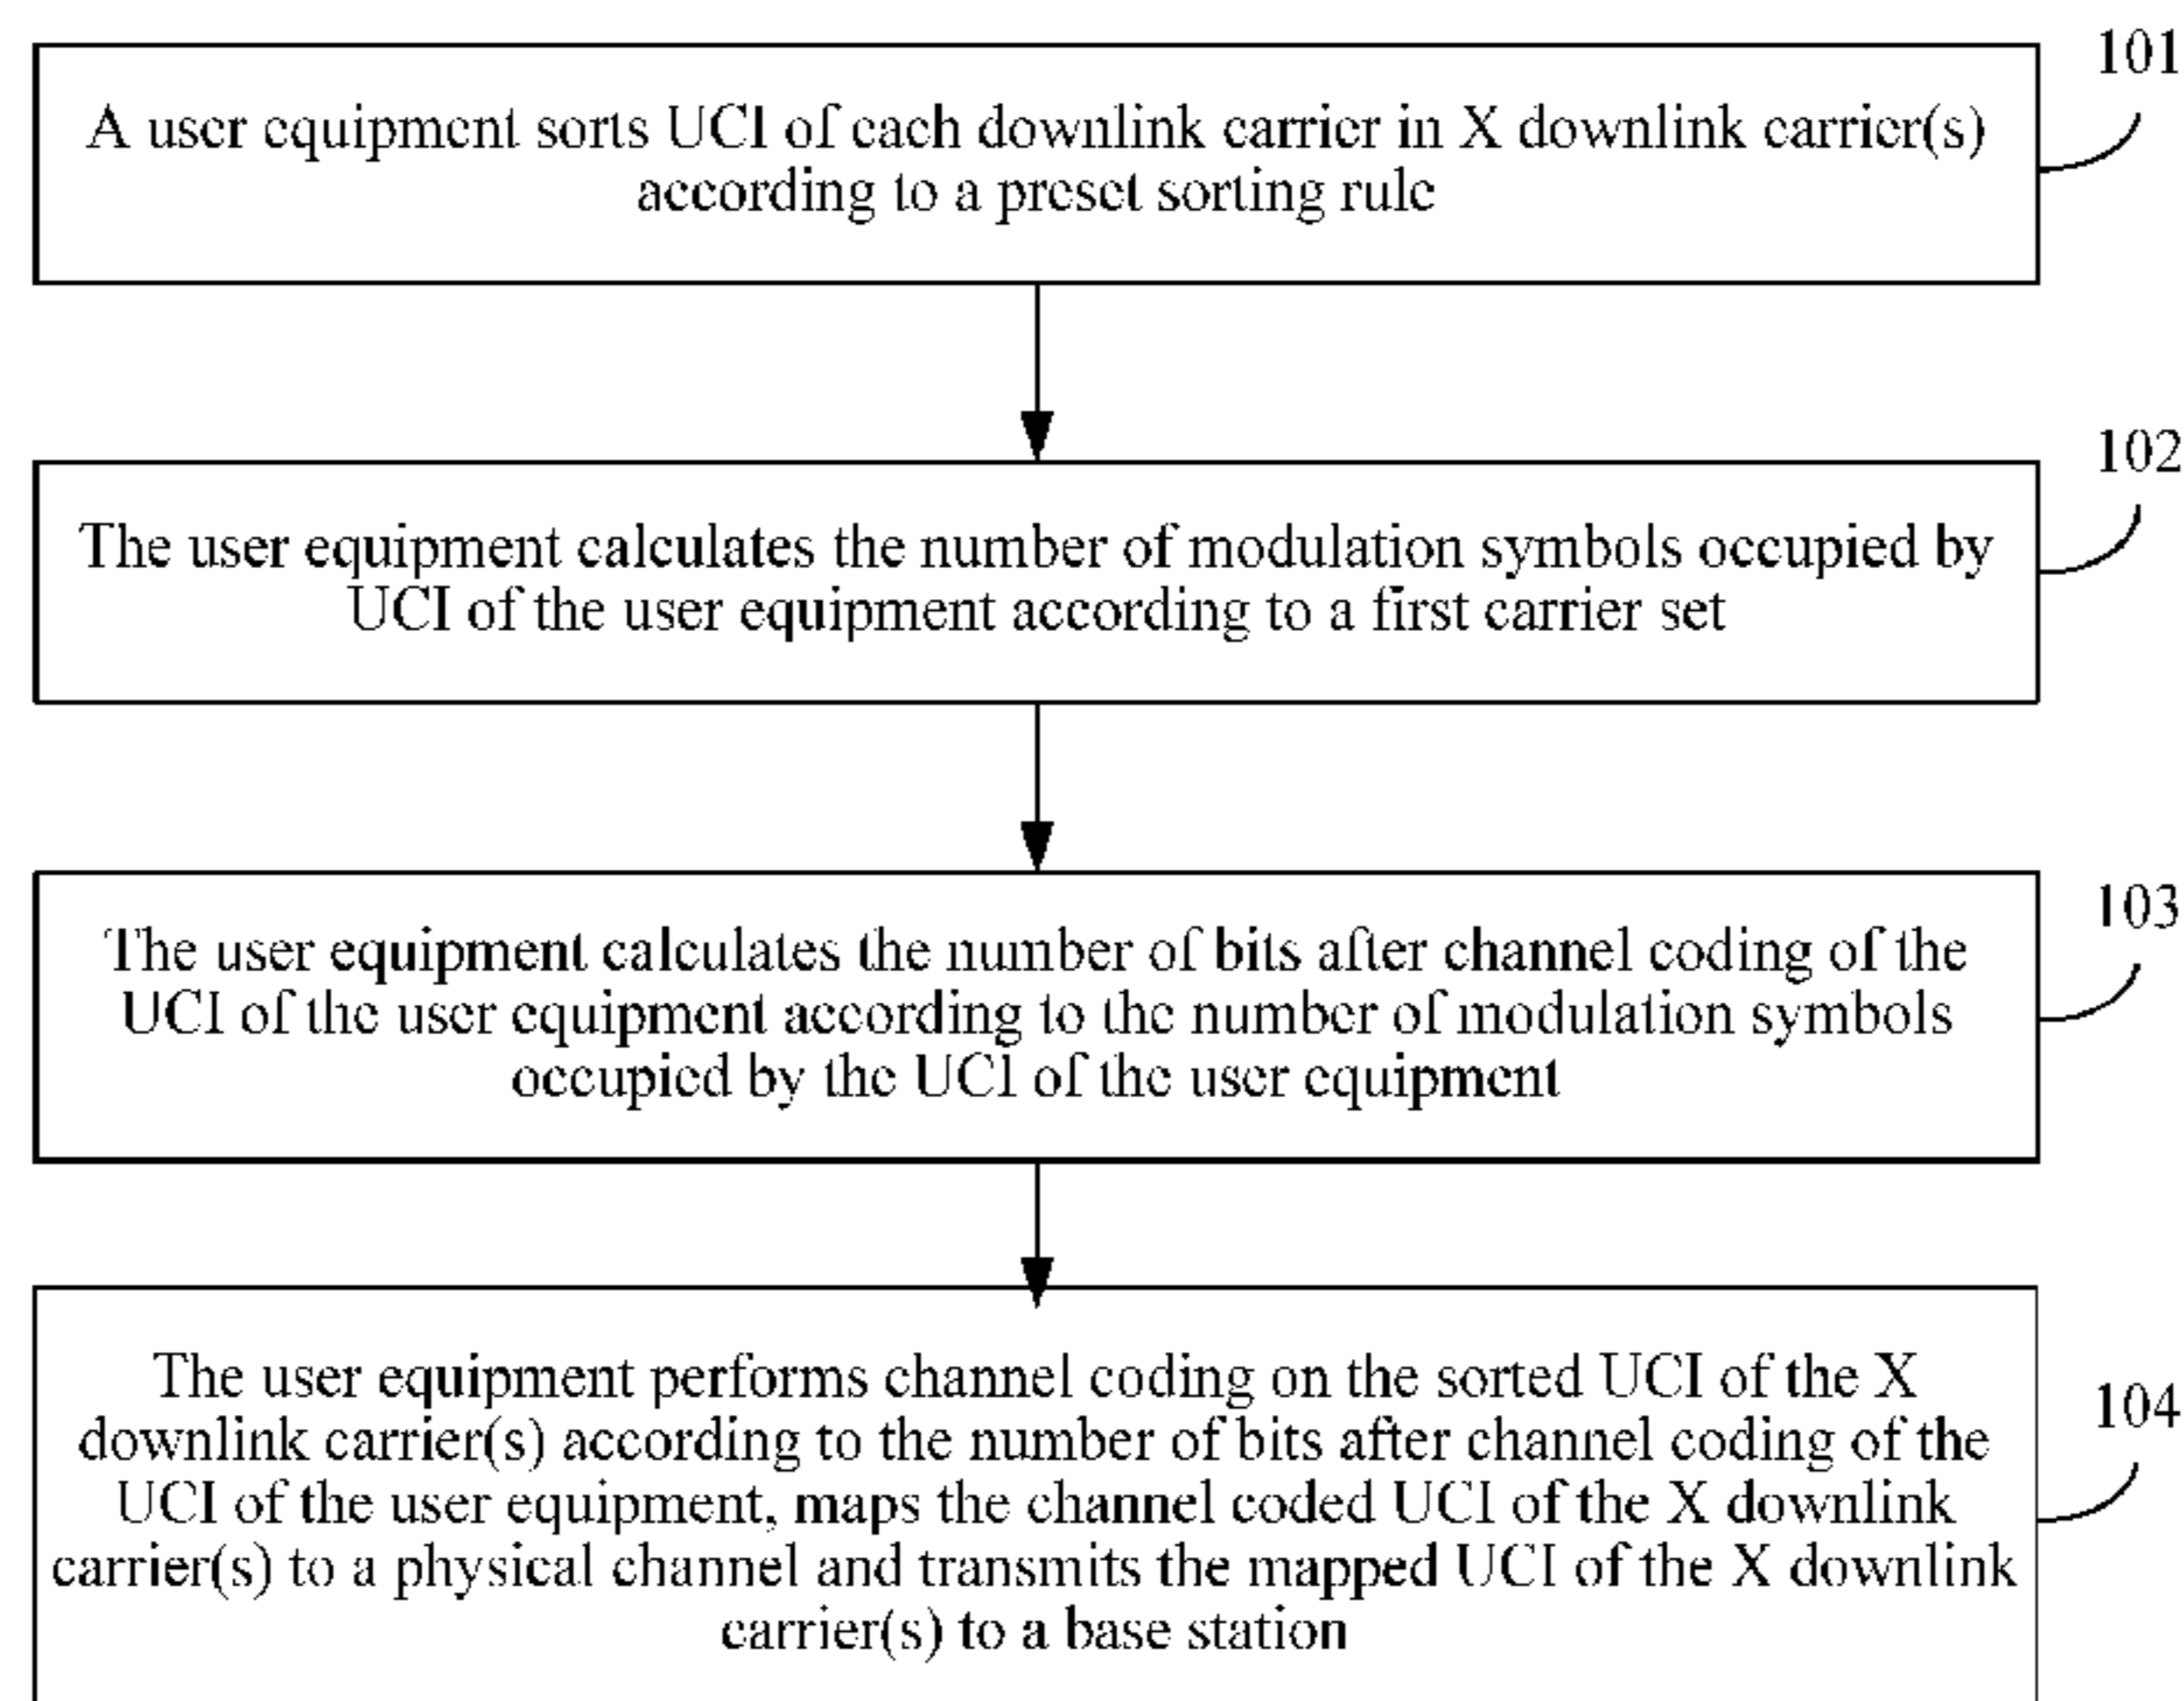 101
A user equipment sorts UCI of each downlink carrier in X downlink carrier(s)
according to a preset sorting rule
102
The user equipment calculates the number of modulation symbols occupied by
UCI of the user equipment according to a first carrier set
103
The user equipment calculates the number of bits after channel coding of the
UCI of the user equipment according to the number of modulation symbols
occupied by the UCI of the user equipment
104
The user equipment performs channel coding on the sorted UCI of the X
downlink carrier(s) according to the number of bits after channel coding of the
UCI of the user equipment, maps the channel coded UCI of the X downlink
carrier(s) to a physical channel and transmits the mapped UCI of the X downlink
carrier(s) to a base station